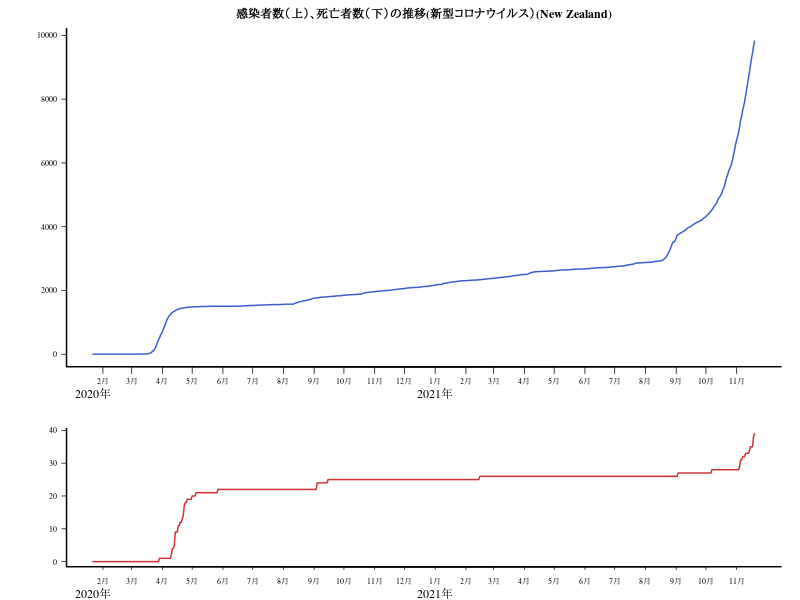 感染者数（上）、死亡者数（下）の推移(新型コロナウイルス）(New Zealand)
10000
8000
6000
4000
2000
0
2月 3月 4月 5月 6月 7月 8月 9月 10月 11月 12月 1月 2月 3月 4月 5月 6月 7月 8月 9月 10月 11月
2020年 2021年
40
30
20
10
0
2月 3月 4月 5月 6月 7月 8月 9月 10月 11月 12月 1月 2月 3月 4月 5月 6月 7月 8月 9月 10月 11月
2020年 2021年